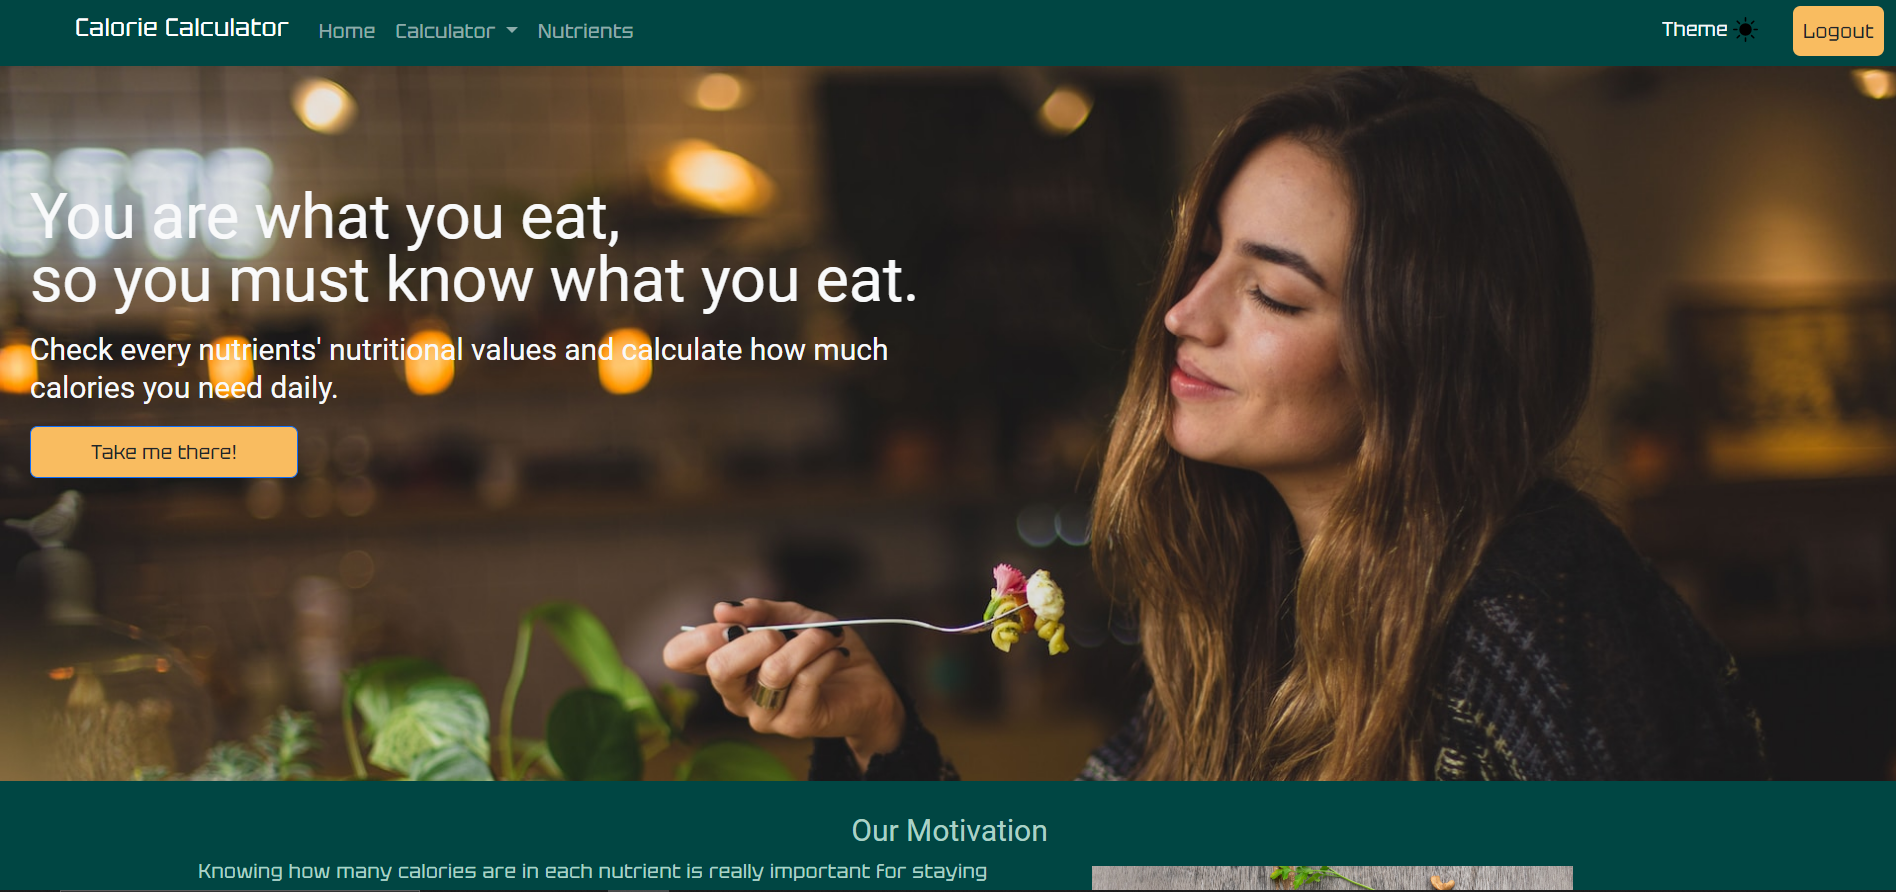 Calorie Calculator Home Calculator Nutrients Theme Logout
You are what you eat,
so you must know what you eat.
Check every nutrients' nutritional values and calculate how much
calories you need daily.
Take me there!
Our Motivation
Knowing how many calories are in each nutrient is really important for staying